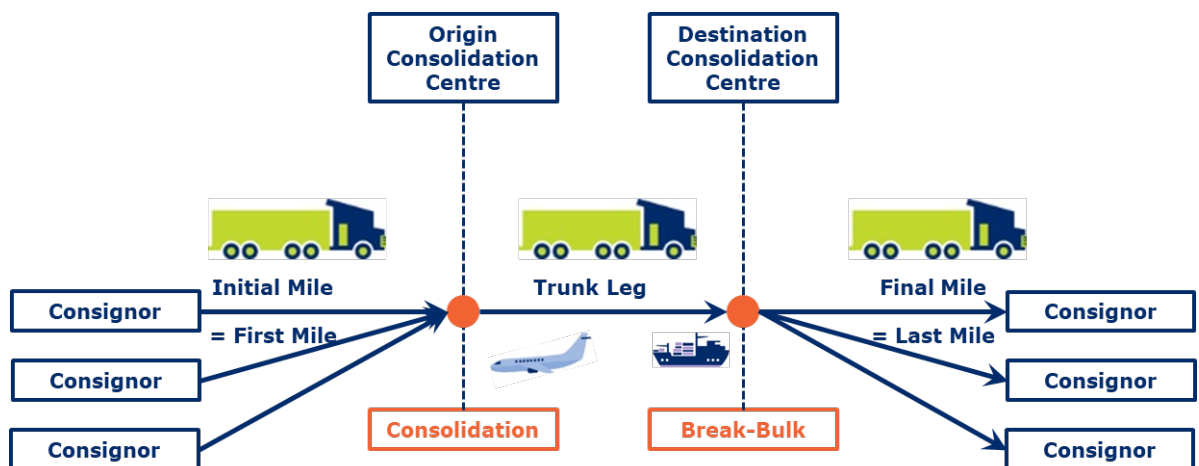 Origin
Consolidation
Centre
Destination
Consolidation
Centre
Initial Mile
Trunk Leg
Final Mile
Consignor
Consignor
= First Mile
= Last Mile
Consignor
Consignor
Consolidation
Break-Bulk
Consignor
Consignor